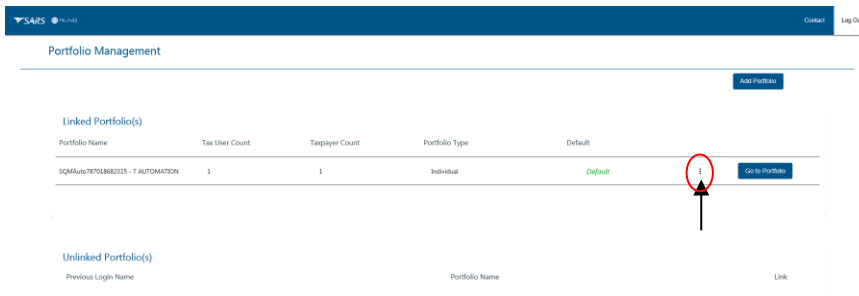 SARS eFILING Contact Log Ou
Portfolio Management
Add Portfolio
Linked Portfolio(s)
Portfolio Name Tax User Count Taxpayer Count Portfolio Type Default
SQMAuto787018682315 - T AUTOMATION 1 1 Individual Default Go to Portfolio
Unlinked Portfolio(s)
Previous Login Name Portfolio Name Link